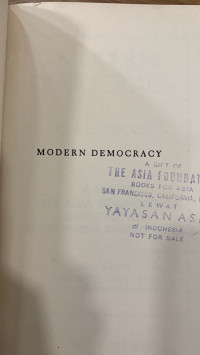 MODERN DEMOCRACY
A GIFT OF
THE ASIA FOUNDAT
BOOKS FOR ASIA
SAN FRANCISCO, CALIFORNIA,
LEWAT
YAYASAN AS
di INDONESIA
NOT FOR SALE